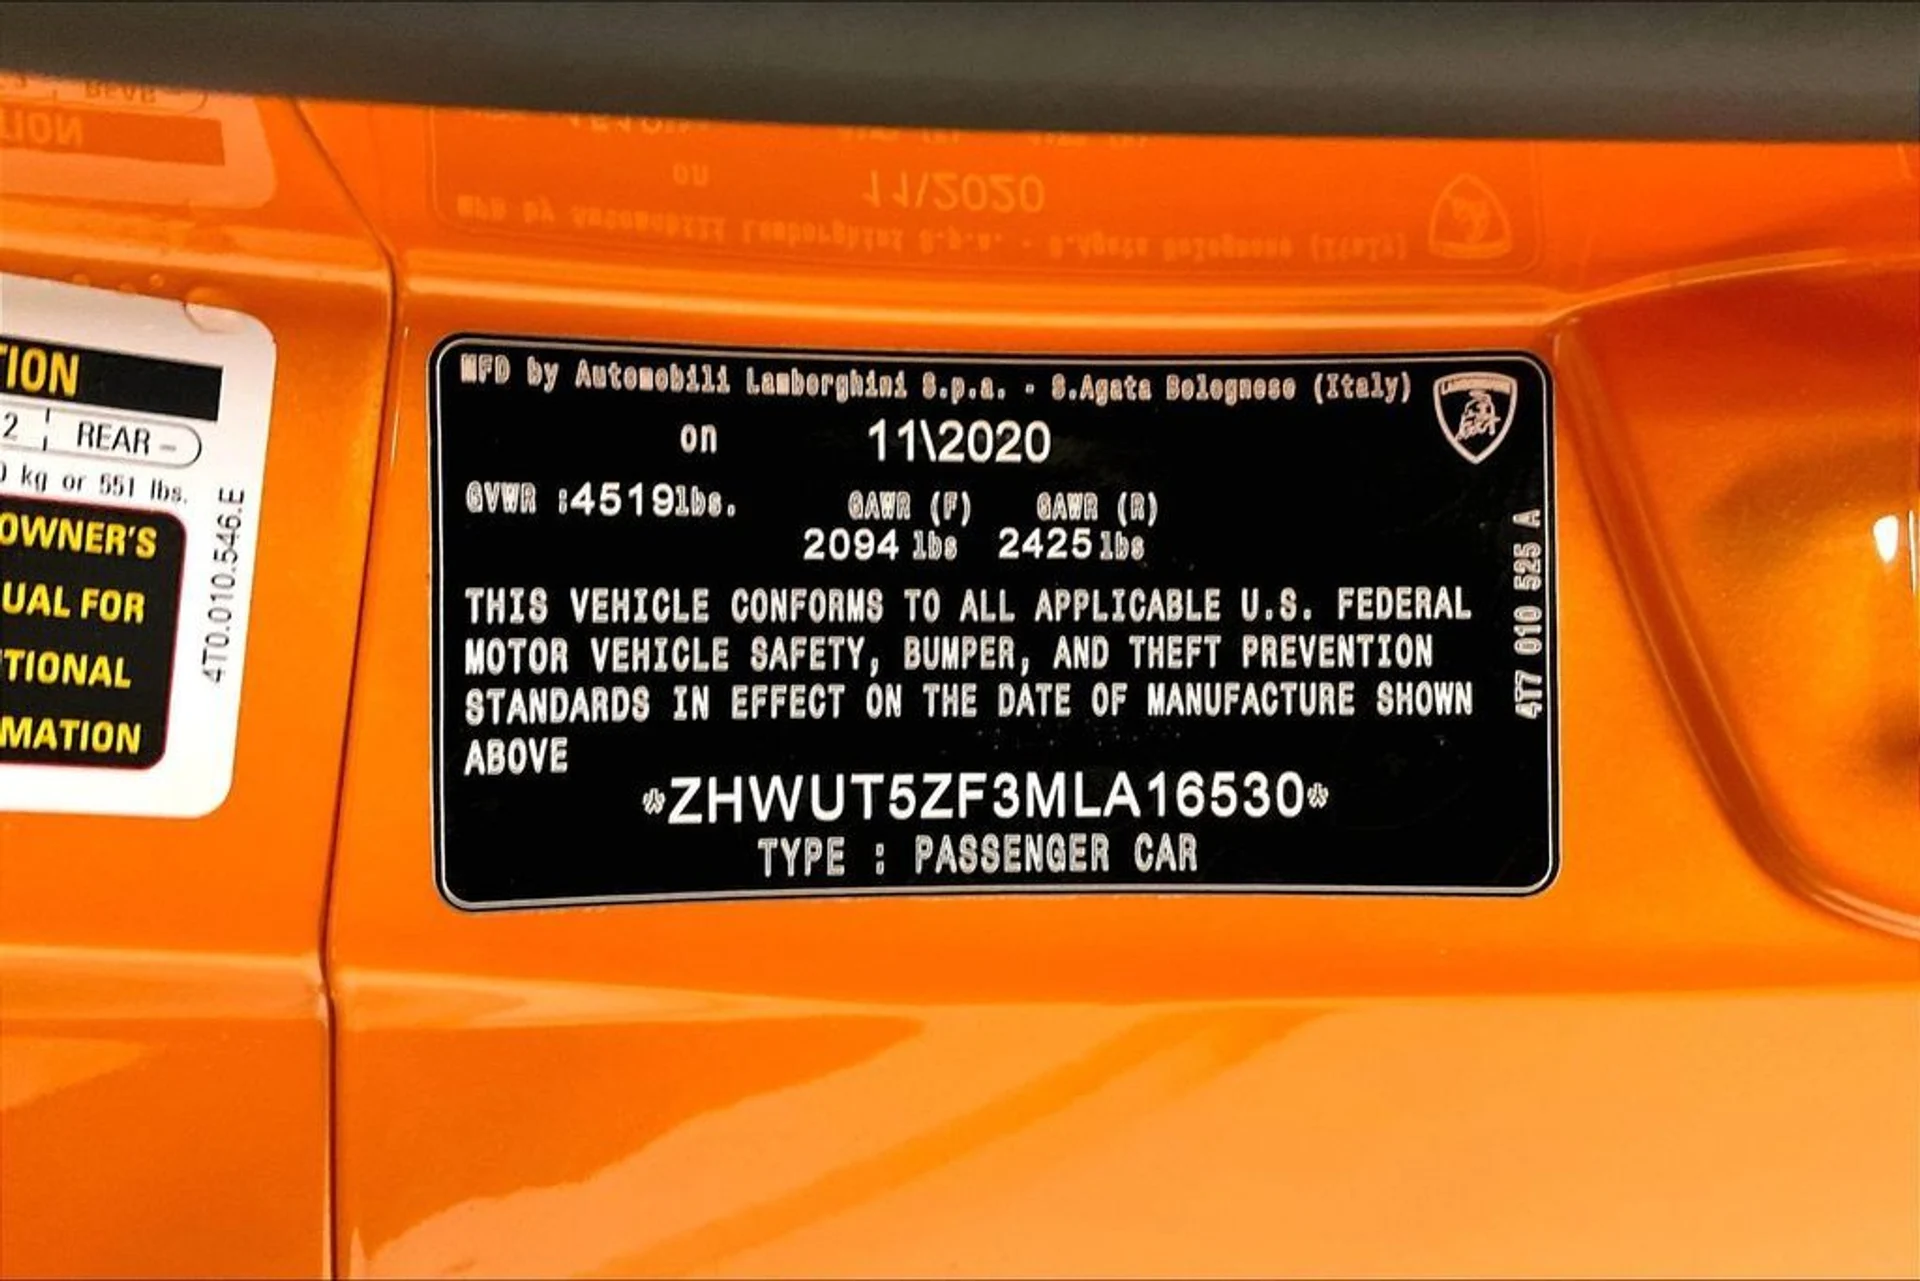 TION
2 | REAR -
0 kg or 551 lbs.
OWNER'S
UAL FOR
TIONAL
MATION
4T0.010.546.E
MFD by Automobili Lamborghini S.p.a. - S.Agata Bolognese (Italy)
LAMBORGHINI
on 11\2020
GVWR :4519lbs. GAWR (F) GAWR (R)
2094 lbs 2425 lbs
THIS VEHICLE CONFORMS TO ALL APPLICABLE U.S. FEDERAL
MOTOR VEHICLE SAFETY, BUMPER, AND THEFT PREVENTION
STANDARDS IN EFFECT ON THE DATE OF MANUFACTURE SHOWN
ABOVE
*ZHWUT5ZF3MLA16530*
TYPE : PASSENGER CAR
4T7 010 525 A